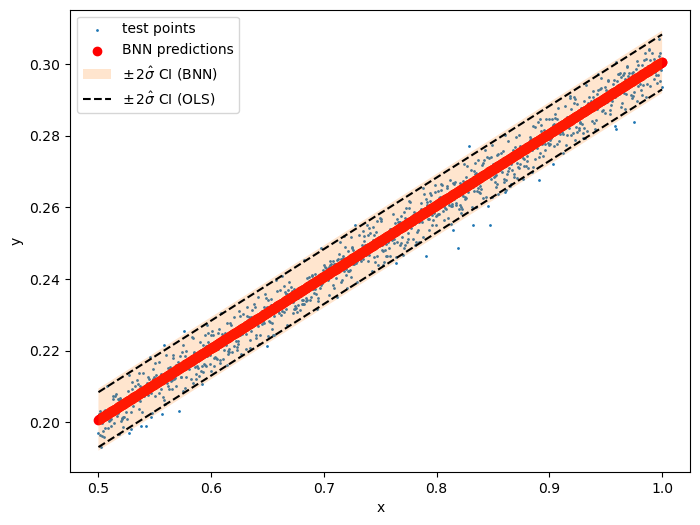 test points
BNN predictions
±2σ̂ CI (BNN)
±2σ̂ CI (OLS)
0.30
0.28
0.26
0.24
0.22
0.20
y
0.5 0.6 0.7 0.8 0.9 1.0
x